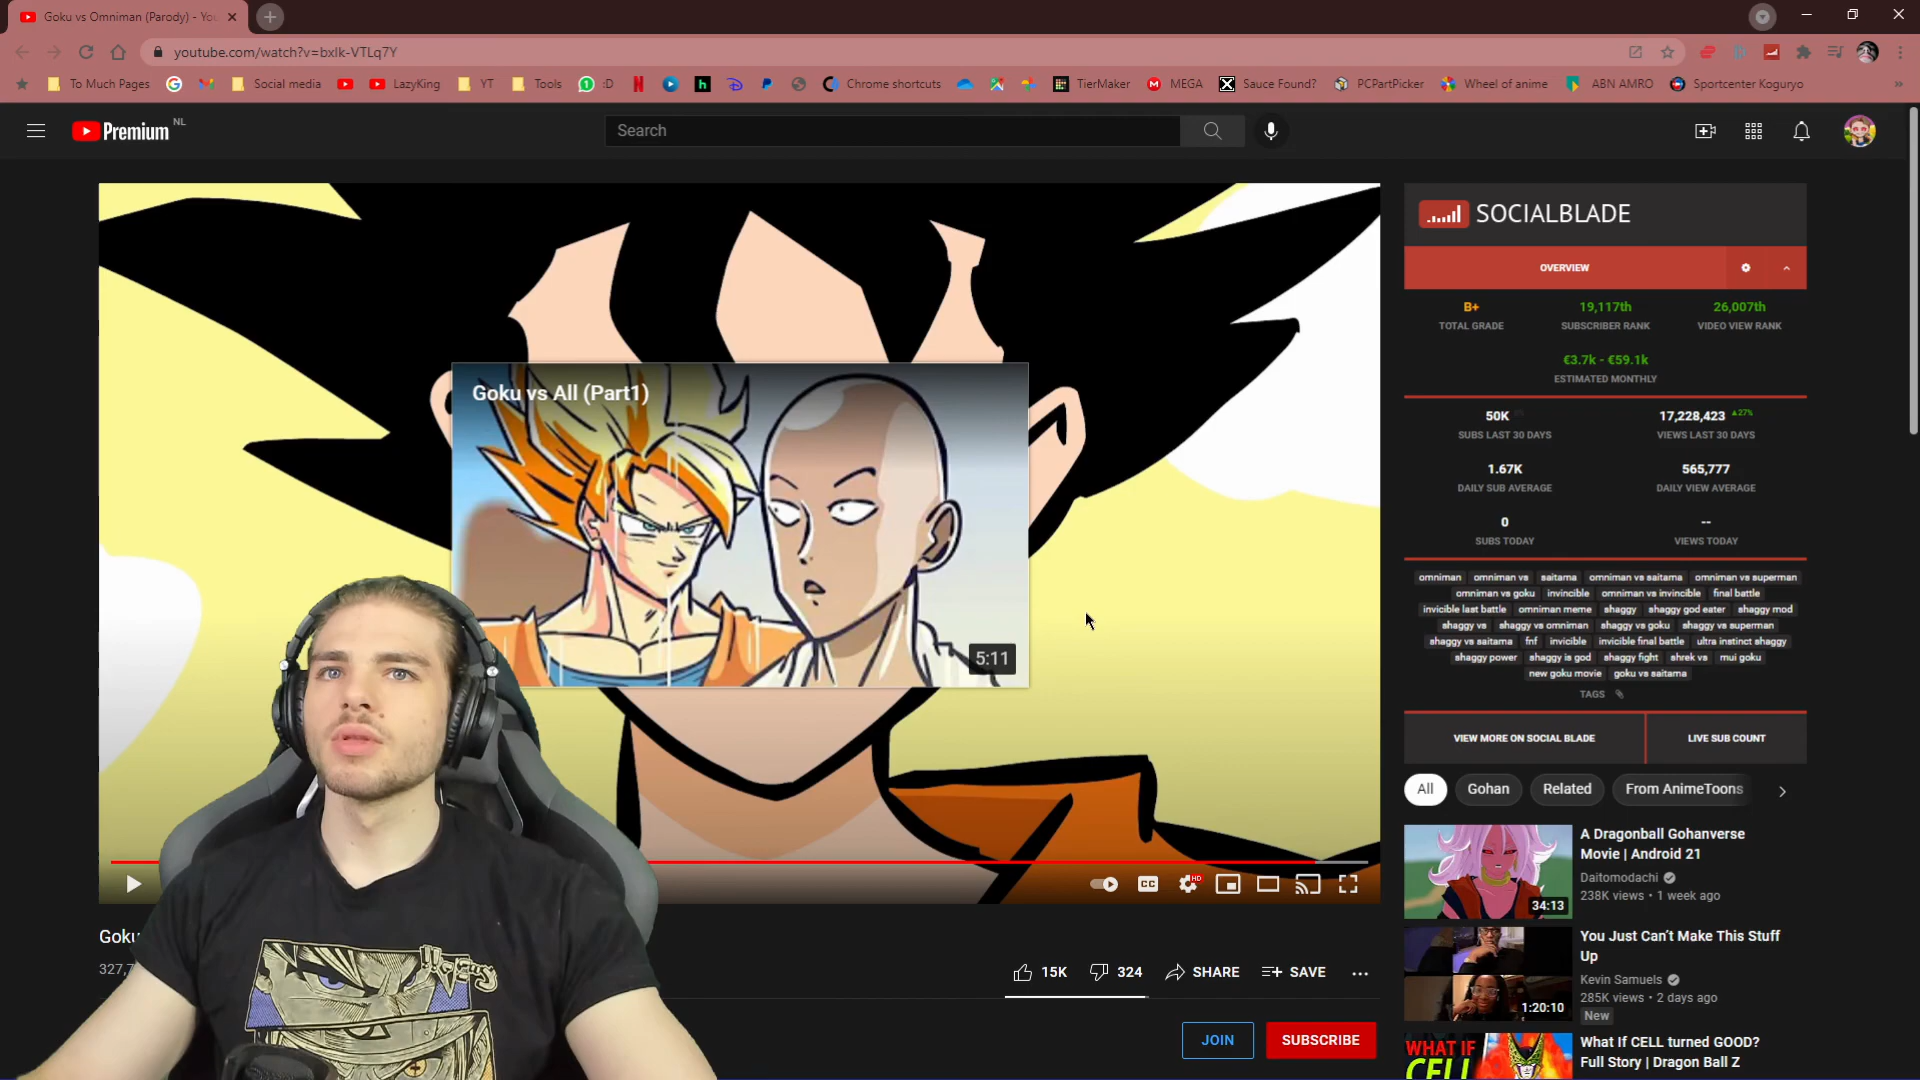 Goku vs Omniman (Parody) - You
youtube.com/watch?v=bxIk-VTLq7Y
To Much Pages
Social media
LazyKing
YT
Tools
:D
Chrome shortcuts
TierMaker
MEGA
Sauce Found?
PCPartPicker
Wheel of anime
ABN AMRO
Sportcenter Koguryo
Premium NL
Search
Goku vs All (Part1)
5:11
CC
HD
Goku
327,7
15K
324
SHARE
SAVE
JOIN
SUBSCRIBE
SOCIALBLADE
OVERVIEW
B+ 19,117th 26,007th
TOTAL GRADE SUBSCRIBER RANK VIDEO VIEW RANK
€3.7k - €59.1k
ESTIMATED MONTHLY
50K 17,228,423 ▲27%
SUBS LAST 30 DAYS VIEWS LAST 30 DAYS
1.67K 565,777
DAILY SUB AVERAGE DAILY VIEW AVERAGE
0 --
SUBS TODAY VIEWS TODAY
omniman omniman vs saitama omniman vs saitama omniman vs superman
omniman vs goku invincible omniman vs invincible final battle
invicible last battle omniman meme shaggy shaggy god eater shaggy mod
shaggy vs shaggy vs omniman shaggy vs goku shaggy vs superman
shaggy vs saitama fnf invicible invicible final battle ultra instinct shaggy
shaggy power shaggy is god shaggy fight shrek vs mui goku
new goku movie goku vs saitama
TAGS
VIEW MORE ON SOCIAL BLADE
LIVE SUB COUNT
All
Gohan
Related
From AnimeToons
A Dragonball Gohanverse
Movie | Android 21
Daitomodachi
238K views • 1 week ago
34:13
You Just Can't Make This Stuff
Up
Kevin Samuels
285K views • 2 days ago
New
1:20:10
What If CELL turned GOOD?
Full Story | Dragon Ball Z
WHAT IF
CELL